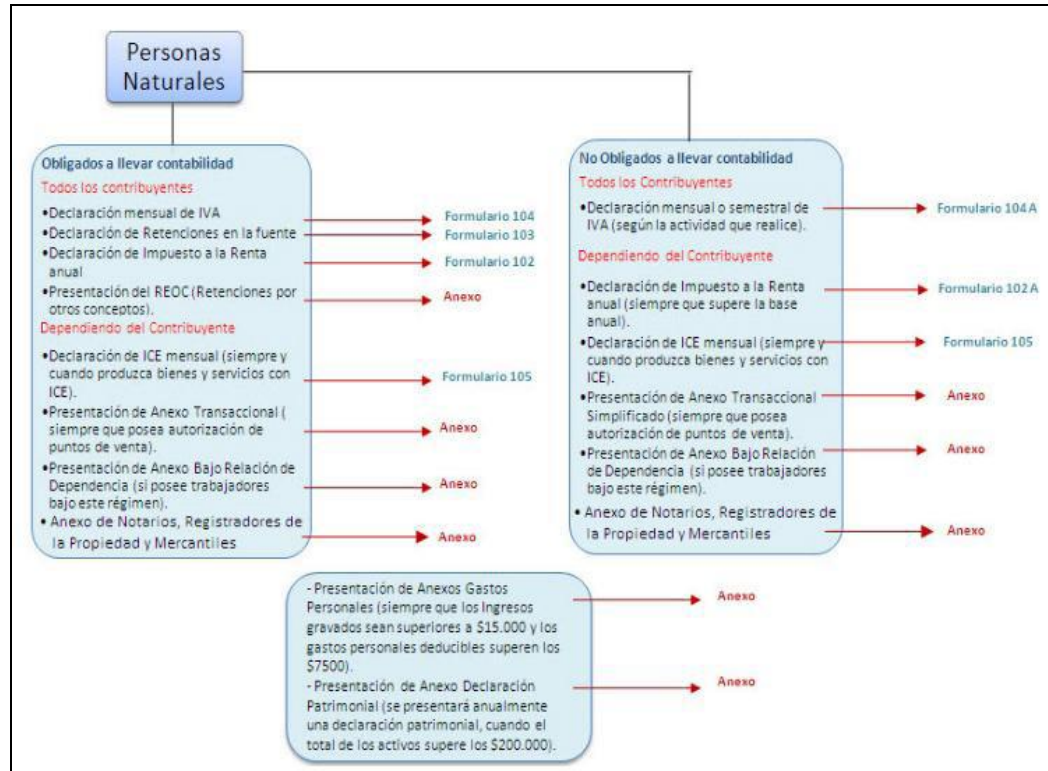 Personas
Naturales
Obligados a llevar contabilidad
Todos los contribuyentes
•Declaración mensual de IVA
Formulario 104
•Declaración de Retenciones en la fuente
Formulario 103
•Declaración de Impuesto a la Renta
anual
Formulario 102
•Presentación del REOC (Retenciones por
otros conceptos).
Anexo
Dependiendo del Contribuyente
•Declaración de ICE mensual (siempre y
cuando produzca bienes y servicios con
ICE).
Formulario 105
•Presentación de Anexo Transaccional (
siempre que posea autorización de
puntos de venta).
Anexo
•Presentación de Anexo Bajo Relación de
Dependencia (si posee trabajadores
bajo este régimen).
Anexo
• Anexo de Notarios, Registradores de
la Propiedad y Mercantiles
Anexo
No Obligados a llevar contabilidad
Todos los Contribuyentes
•Declaración mensual o semestral de
IVA (según la actividad que realice).
Formulario 104 A
Dependiendo del Contribuyente
•Declaración de Impuesto a la Renta
anual (siempre que supere la base
anual).
Formulario 102 A
•Declaración de ICE mensual (siempre y
cuando produzca bienes y servicios con
ICE).
Formulario 105
•Presentación de Anexo Transaccional
Simplificado (siempre que posea
autorización de puntos de venta).
Anexo
•Presentación de Anexo Bajo Relación
de Dependencia (si posee trabajadores
bajo este régimen).
Anexo
• Anexo de Notarios, Registradores de
la Propiedad y Mercantiles
Anexo
- Presentación de Anexos Gastos
Personales (siempre que los Ingresos
gravados sean superiores a $15.000 y los
gastos personales deducibles superen los
$7500).
Anexo
- Presentación de Anexo Declaración
Patrimonial (se presentará anualmente
una declaración patrimonial, cuando el
total de los activos supere los $200.000).
Anexo